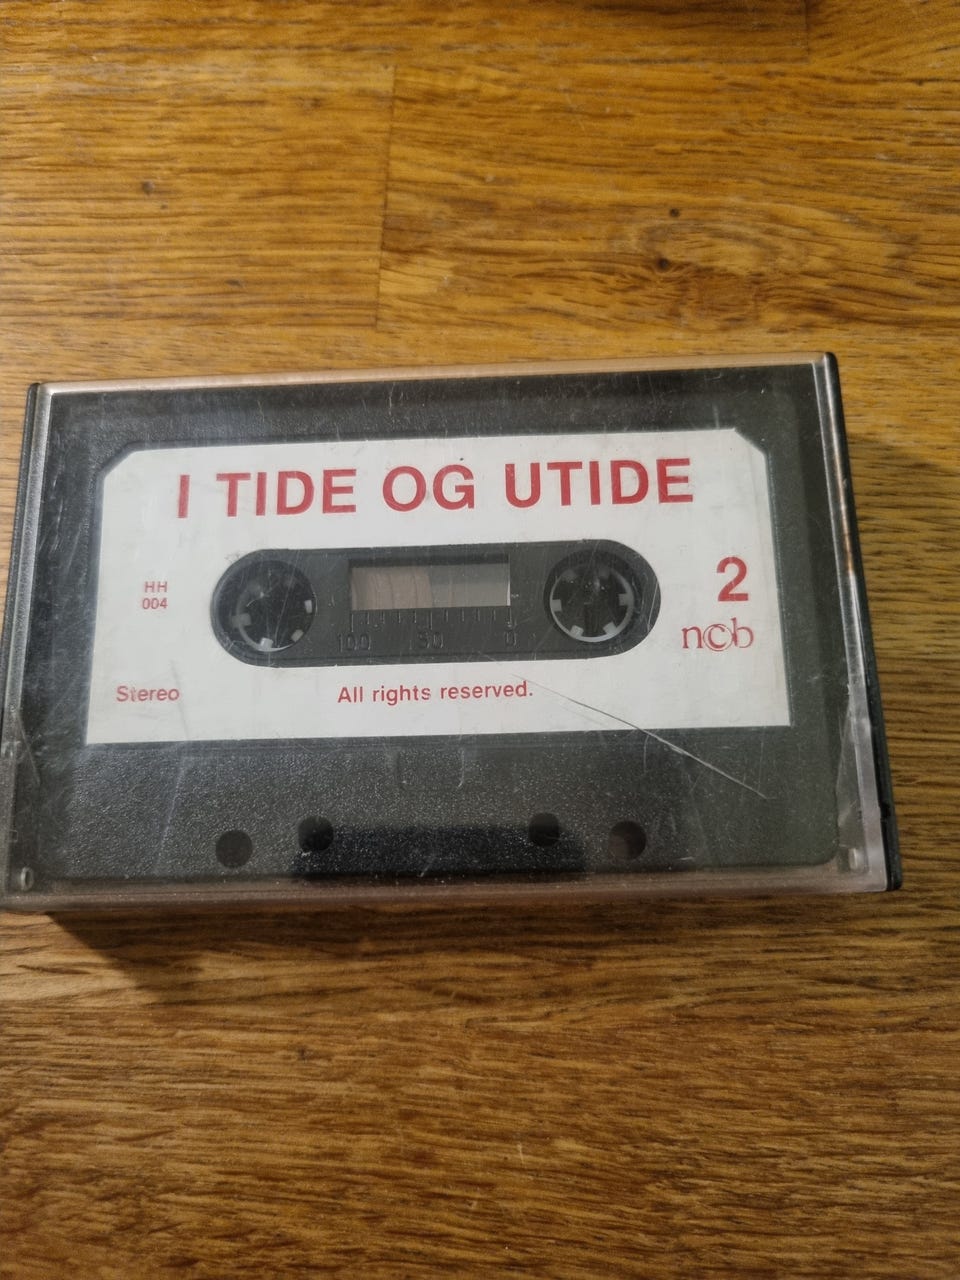 I TIDE OG UTIDE
HH
004
2
ncb
100 50 0
Stereo
All rights reserved.